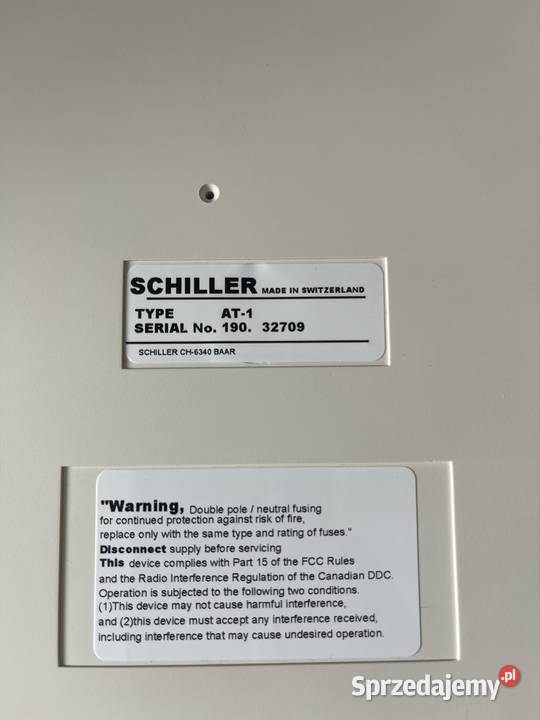 SCHILLER MADE IN SWITZERLAND
TYPE AT-1
SERIAL No. 190. 32709
SCHILLER CH-6340 BAAR
"Warning, Double pole / neutral fusing
for continued protection against risk of fire,
replace only with the same type and rating of fuses."
Disconnect supply before servicing
This device complies with Part 15 of the FCC Rules
and the Radio Interference Regulation of the Canadian DDC.
Operation is subjected to the following two conditions.
(1)This device may not cause harmful interference,
and (2)this device must accept any interference received,
including interference that may cause undesired operation.
Sprzedajemy.pl